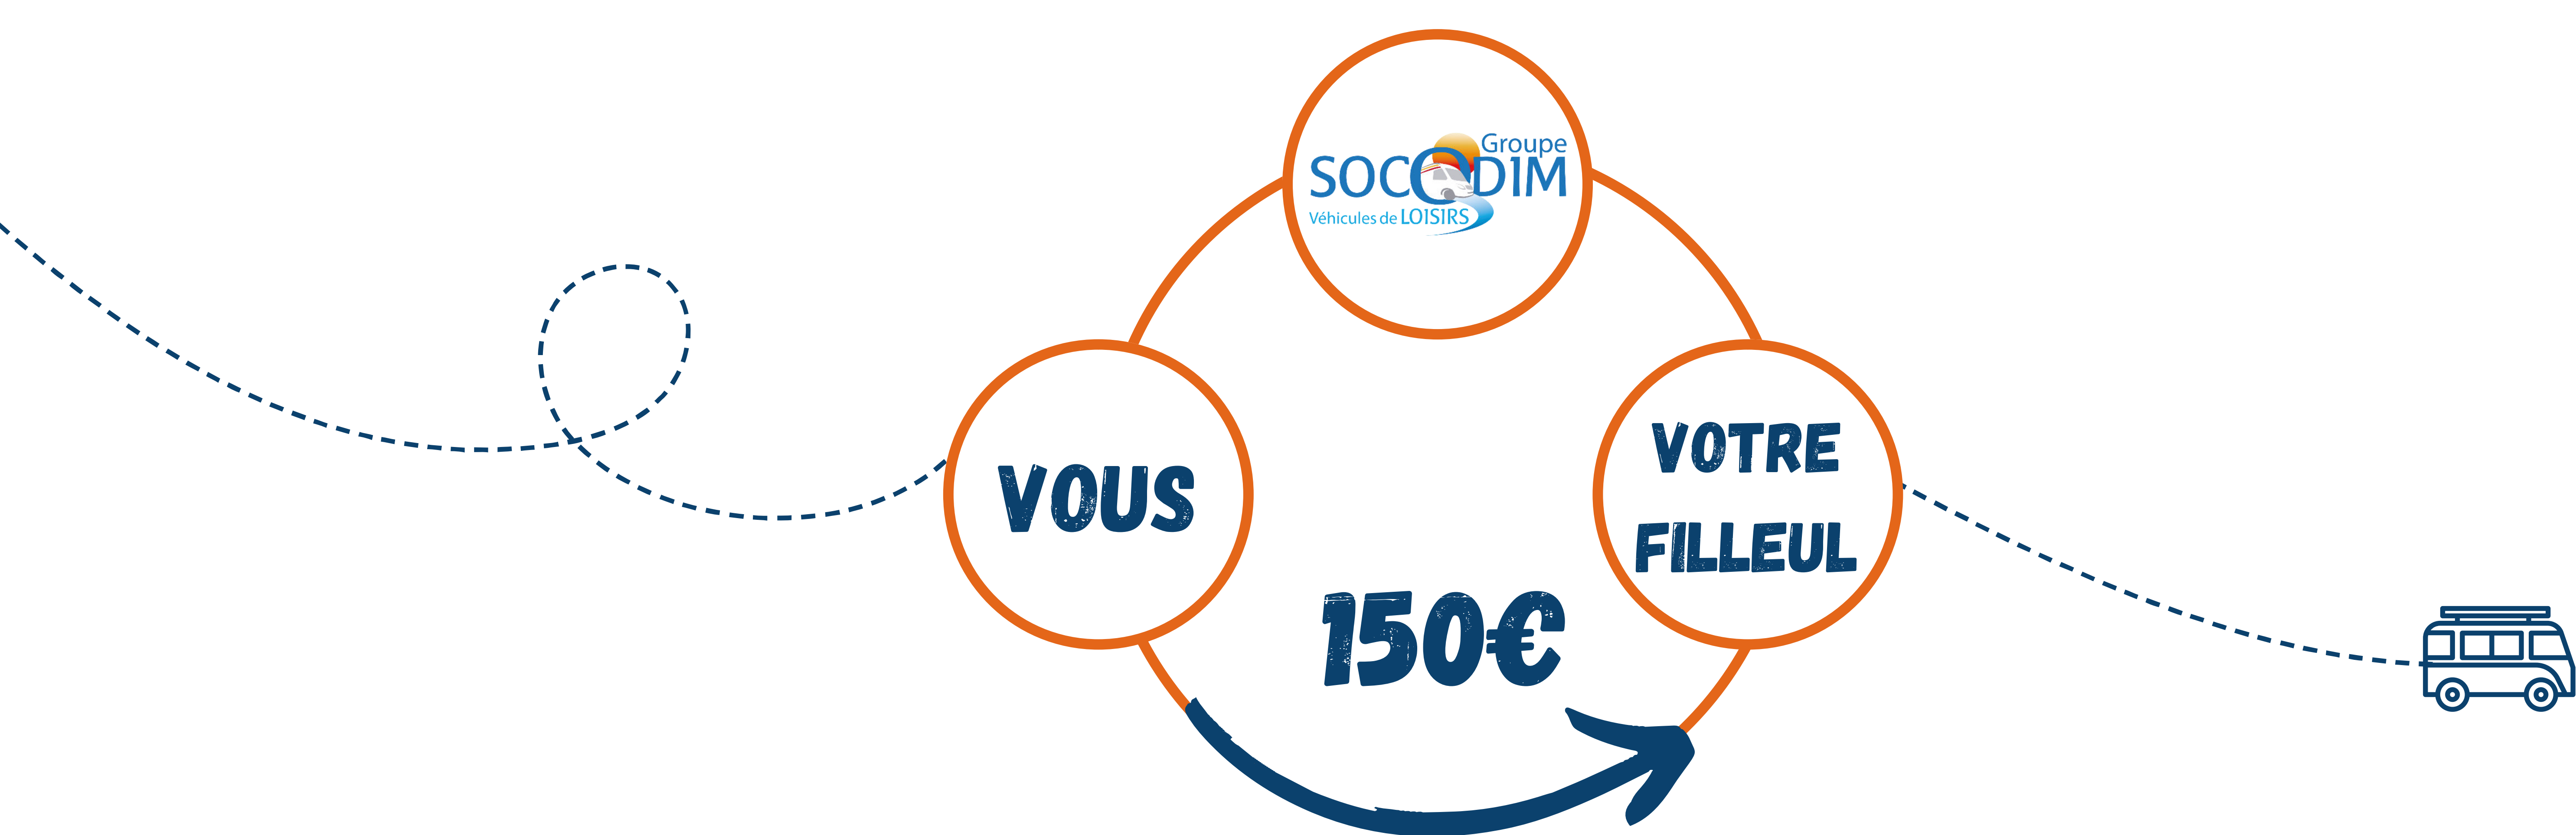 Groupe
SOCODIM
Véhicules de LOISIRS
VOUS
VOTRE
FILLEUL
150€